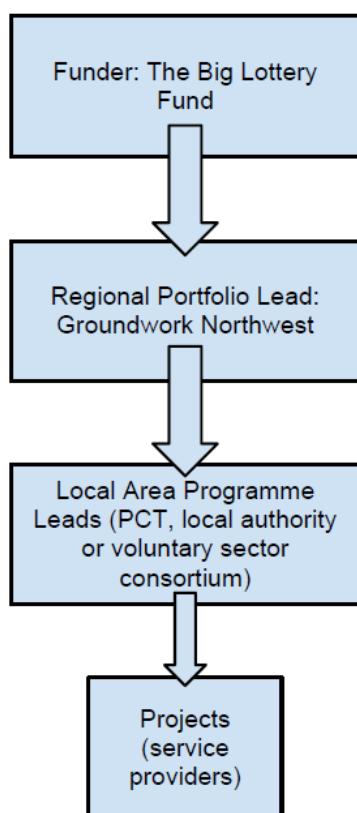 Funder: The Big Lottery
Fund
Regional Portfolio Lead:
Groundwork Northwest
Local Area Programme
Leads (PCT, local authority
or voluntary sector
consortium)
Projects
(service
providers)